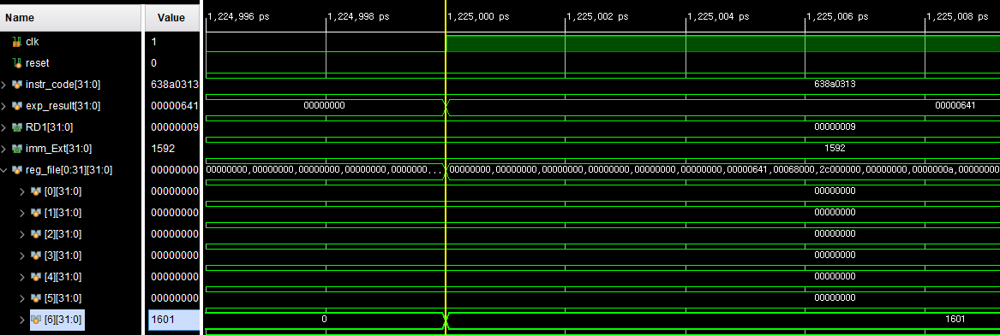 Name Value 1,224,996 ps 1,224,998 ps 1,225,000 ps 1,225,002 ps 1,225,004 ps 1,225,006 ps 1,225,008 ps
clk 1
reset 0
instr_code[31:0] 638a0313 638a0313
exp_result[31:0] 00000641 00000000 00000641
RD1[31:0] 00000009 00000009
imm_Ext[31:0] 1592 1592
reg_file[0:31][31:0] 00000000 00000000,00000000,00000000,00000000,0000000... 00000000,00000000,00000000,00000000,00000000,00000000,00000641,00068000,2c000000,00000000,0000000a,00000000
[0][31:0] 00000000 00000000
[1][31:0] 00000000 00000000
[2][31:0] 00000000 00000000
[3][31:0] 00000000 00000000
[4][31:0] 00000000 00000000
[5][31:0] 00000000 00000000
[6][31:0] 1601 0 1601